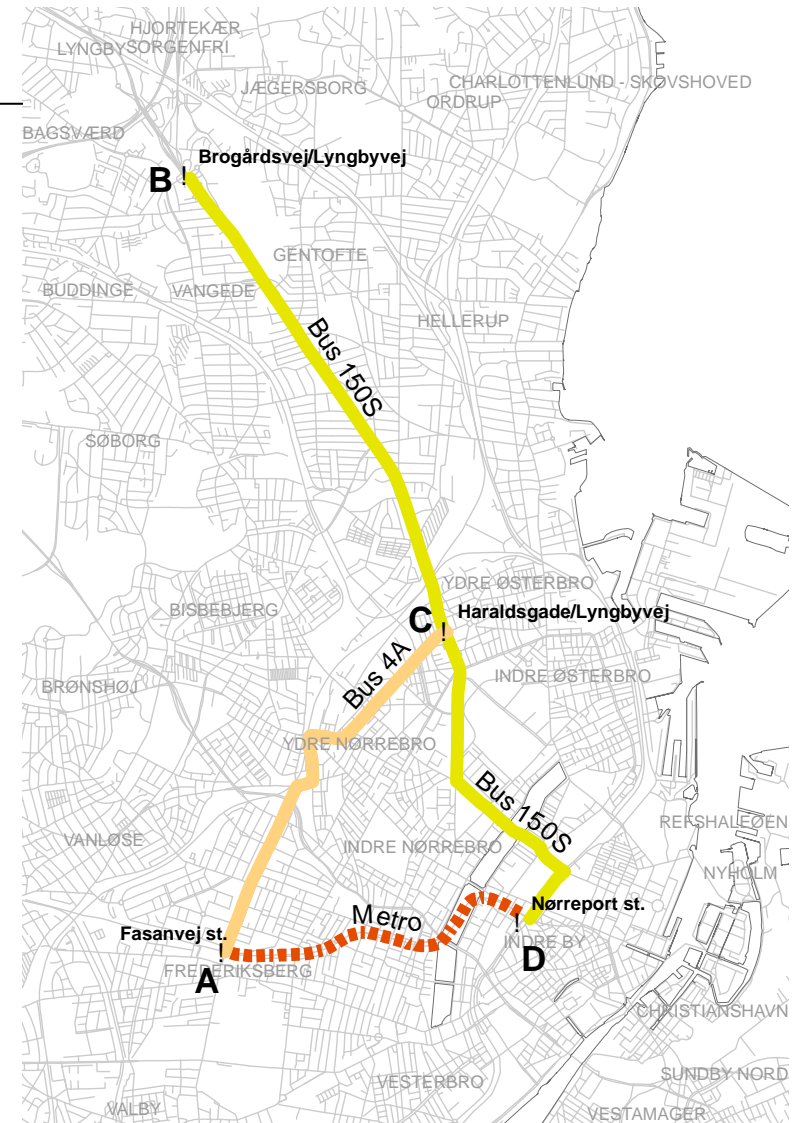 HJORTEKÆR
LYNGBY SORGENFRI
JÆGERSBORG
CHARLOTTENLUND - SKOVSHOVED
ORDRUP
BAGSVÆRD
Brogårdsvej/Lyngbyvej
B !
GENTOFTE
BUDDINGE
VANGEDE
HELLERUP
Bus 150S
SØBORG
YDRE ØSTERBRO
BISBEBJERG
C !
Haraldsgade/Lyngbyvej
Bus 4A
INDRE ØSTERBRO
BRØNSHØJ
YDRE NØRREBRO
Bus 150S
REFSHALEØEN
VANLØSE
INDRE NØRREBRO
NYHOLM
Nørreport st.
Metro
!
Fasanvej st.
!
INDRE BY
D
A
FREDERIKSBERG
CHRISTIANSHAVN
SUNDBY NORD
VESTERBRO
VALBY
VESTAMAGER